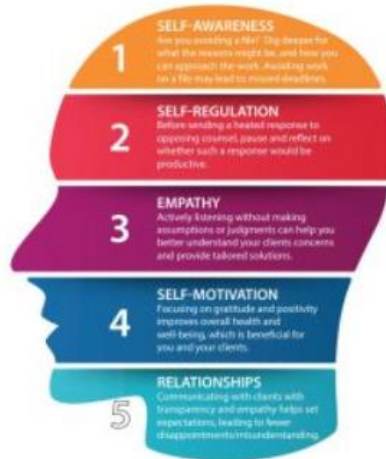 1
SELF-AWARENESS
Are you avoiding a file? Dig deeper for
what the reasons might be, and how you
can approach the work. Avoiding work
on a file may lead to missed deadlines.
2
SELF-REGULATION
Before sending a heated response to
opposing counsel, pause and reflect on
whether such a response would be
productive.
3
EMPATHY
Actively listening without making
assumptions or judgments can help you
better understand your clients concerns
and provide tailored solutions.
4
SELF-MOTIVATION
Focusing on gratitude and positivity
improves overall health and
well-being, which is beneficial for
you and your clients.
5
RELATIONSHIPS
Communicating with clients with
transparency and empathy helps set
expectations, leading to fewer
disappointments/misunderstanding.